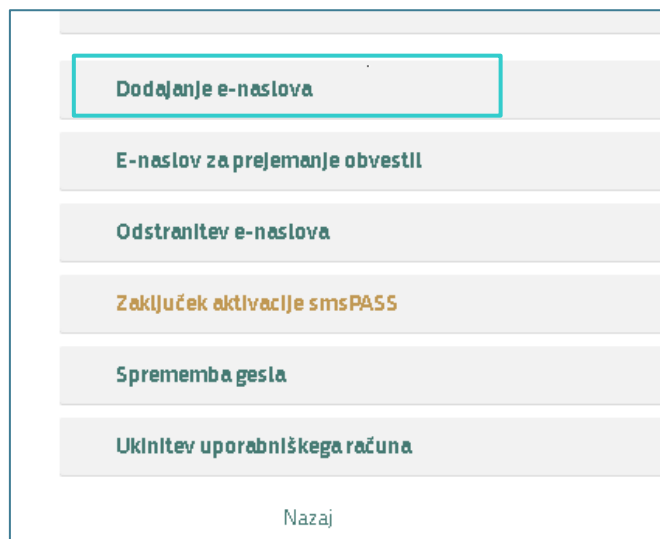 Dodajanje e-naslova
E-naslov za prejemanje obvestil
Odstranitev e-naslova
Zaključek aktivacije smsPASS
Sprememba gesla
Ukinitev uporabniškega računa
Nazaj